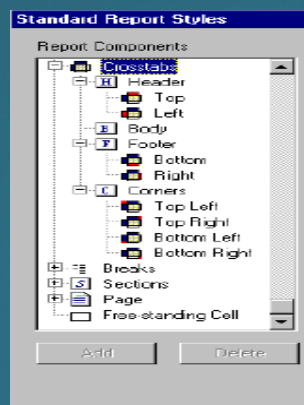 Standard Report Styles
Report Components
Crosstabs
H Header
Top
Left
B Body
F Footer
Bottom
Right
C Corners
Top Left
Top Right
Bottom Left
Bottom Right
Breaks
S Sections
Page
Free-standing Cell
Add Delete